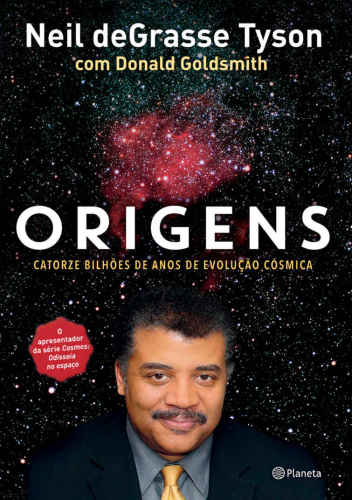 Neil deGrasse Tyson
com Donald Goldsmith
ORIGENS
CATORZE BILHÕES DE ANOS DE EVOLUÇÃO CÓSMICA
O
apresentador
da série Cosmos:
Odisseia
no espaço
Planeta